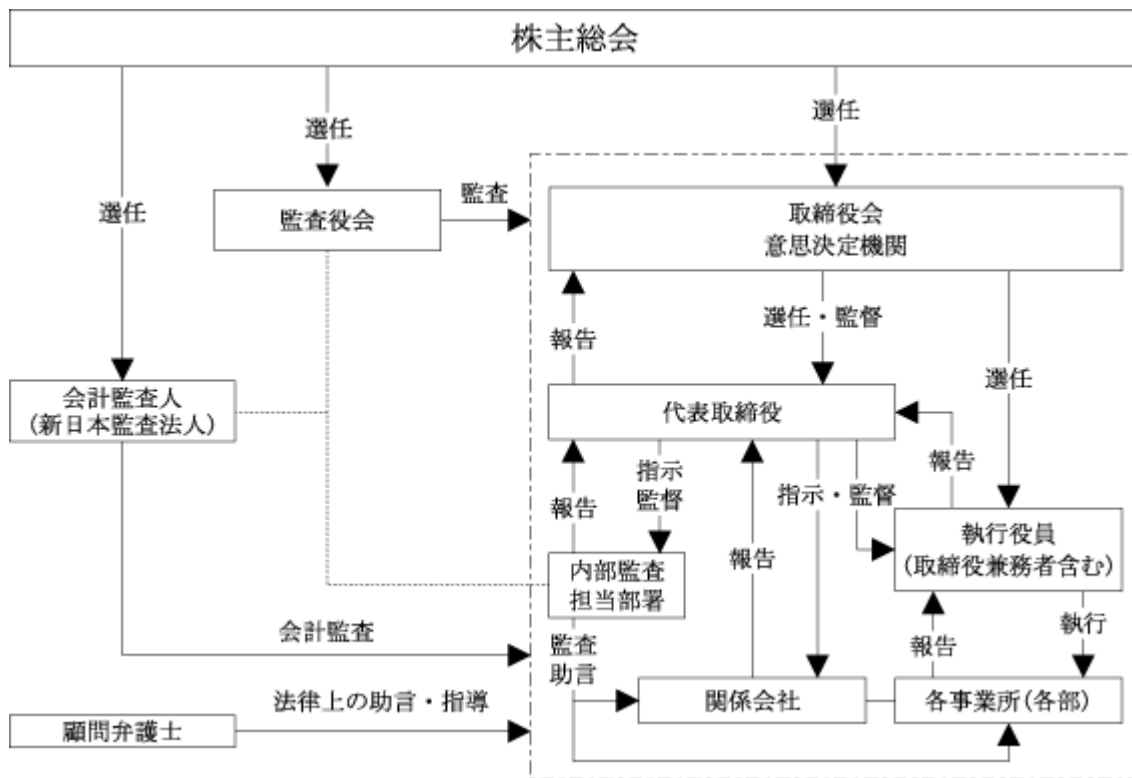 株主総会
選任
選任
選任
監査役会
監査
取締役会
意思決定機関
報告
選任・監督
選任
会計監査人
(新日本監査法人)
代表取締役
報告
指示
監督
報告
指示・監督
報告
内部監査
担当部署
執行役員
(取締役兼務者含む)
会計監査
監査
助言
報告
執行
関係会社
各事業所(各部)
顧問弁護士
法律上の助言・指導